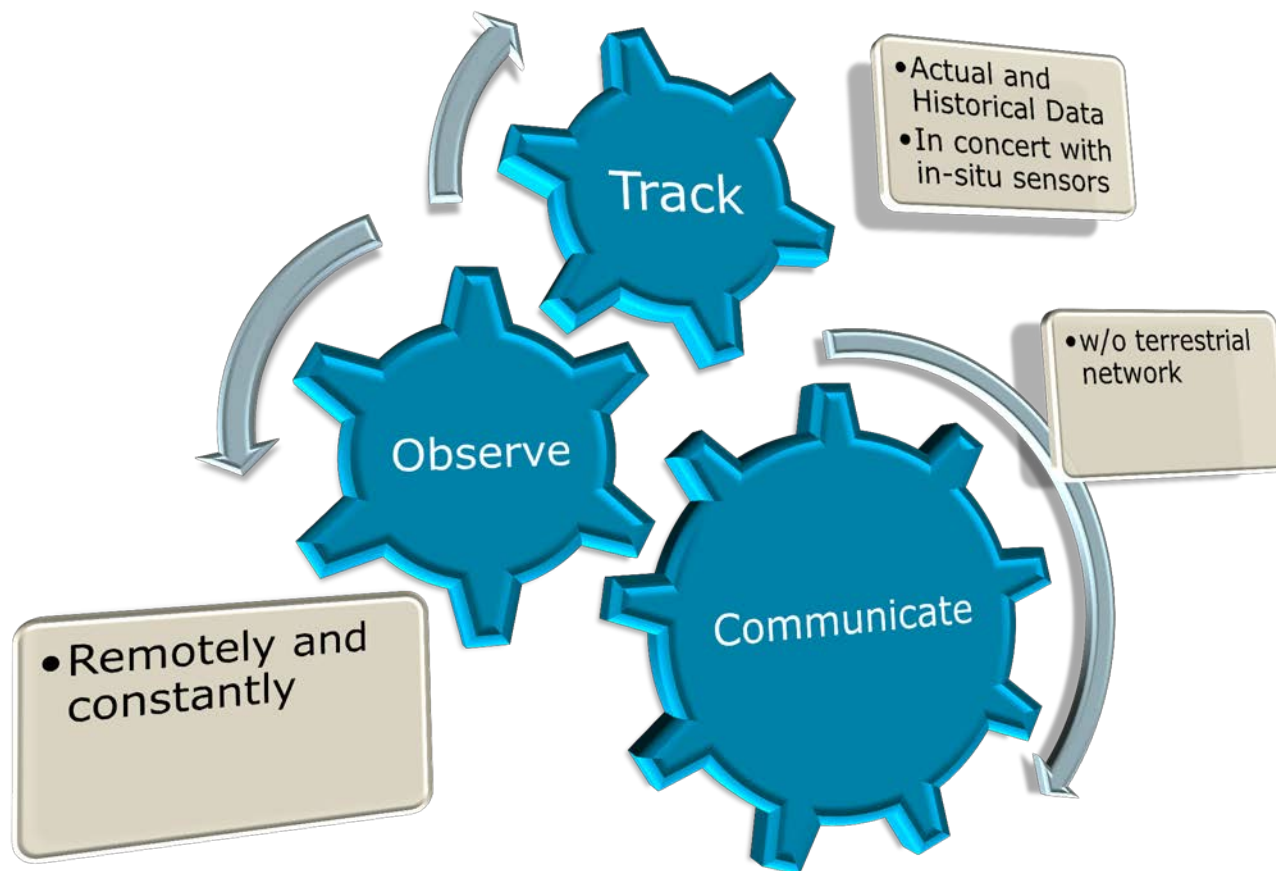 Track
• Actual and
Historical Data
• In concert with
in-situ sensors
Observe
• Remotely and
constantly
Communicate
• w/o terrestrial
network